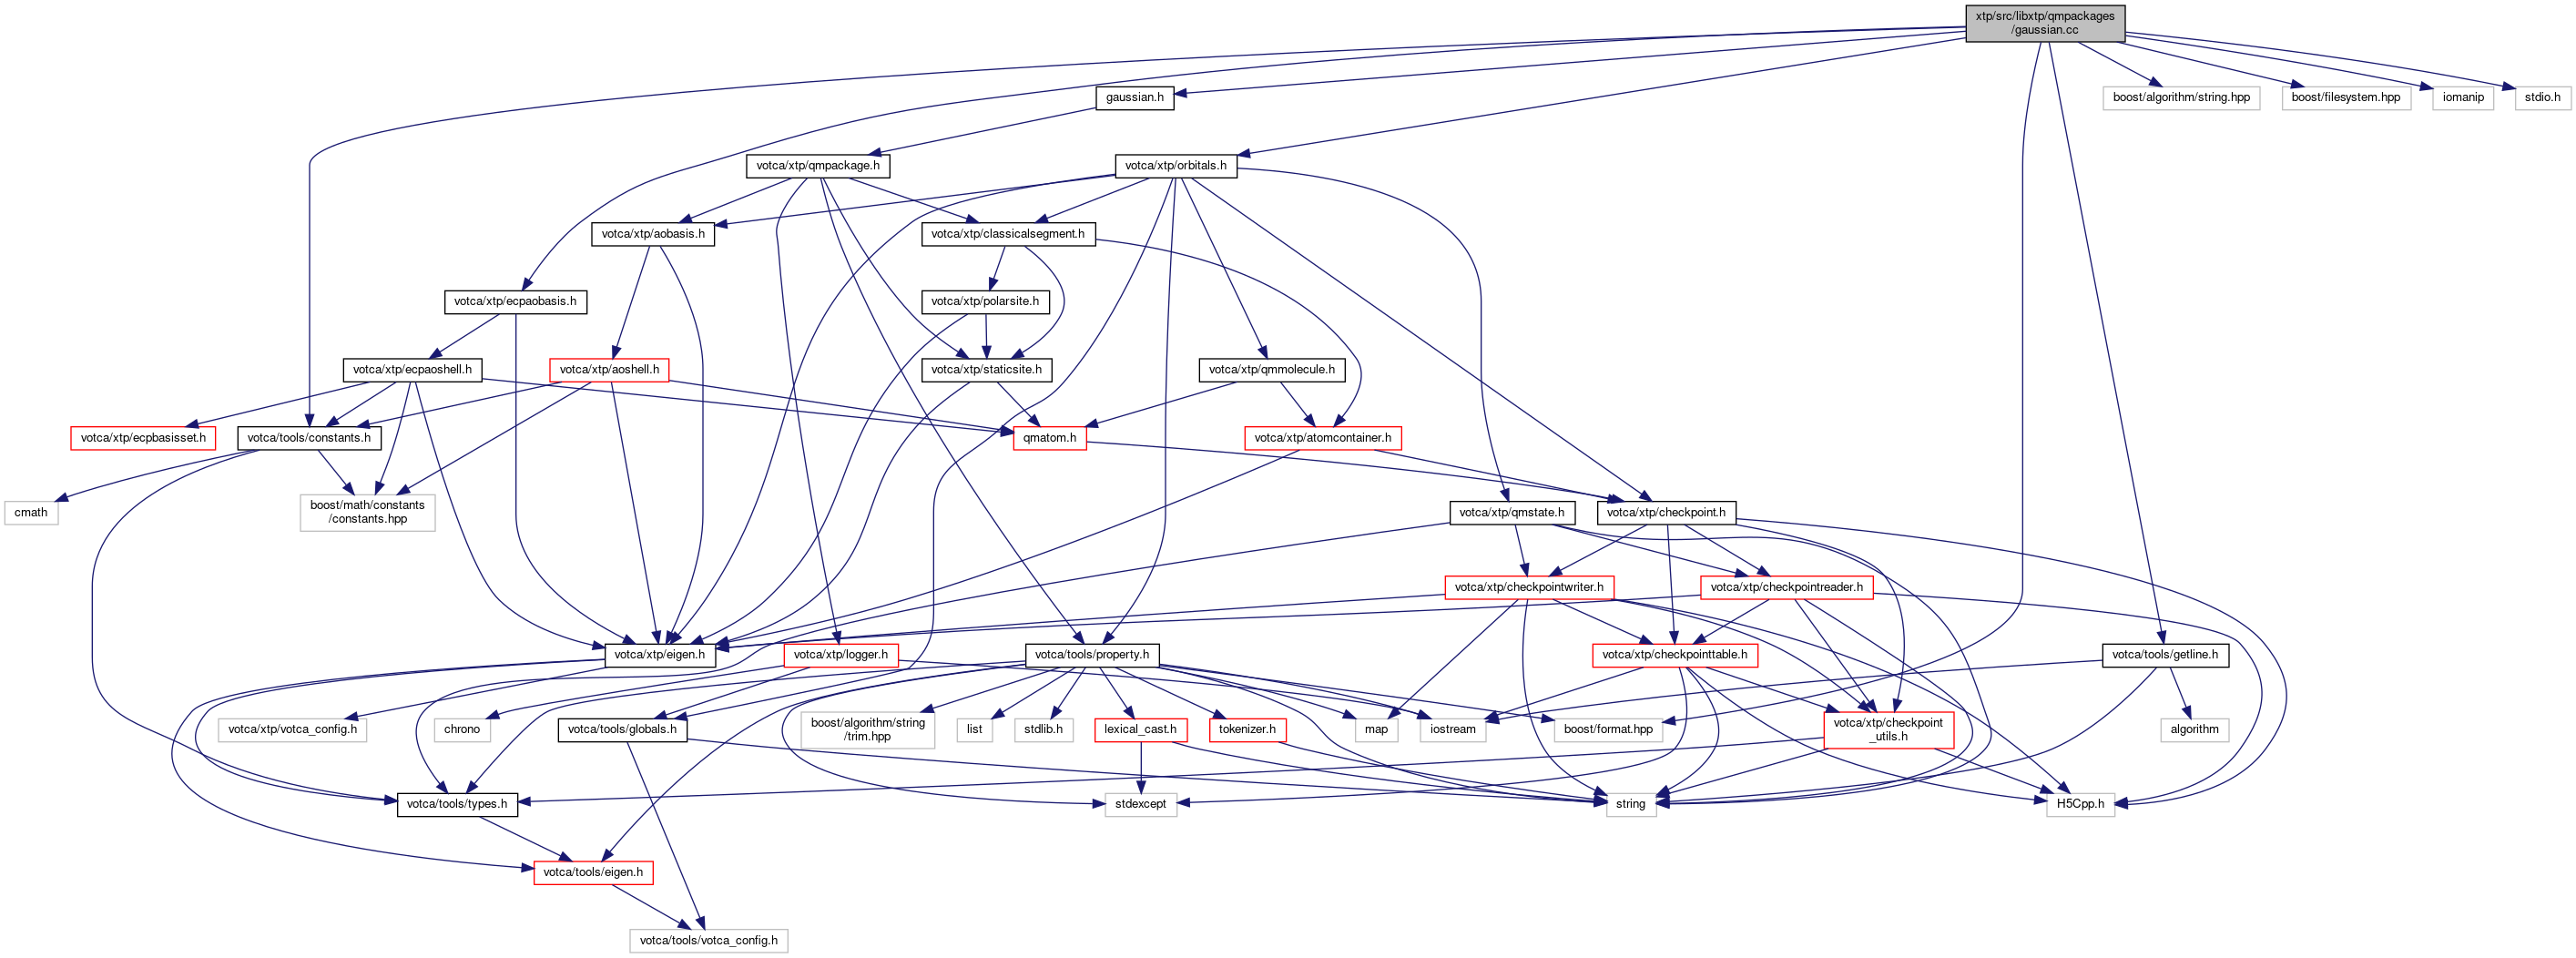 xtp/src/libxtp/qmpackages
/gaussian.cc
gaussian.h
boost/algorithm/string.hpp
boost/filesystem.hpp
iomanip
stdio.h
votca/xtp/qmpackage.h
votca/xtp/orbitals.h
votca/xtp/aobasis.h
votca/xtp/classicalsegment.h
votca/xtp/ecpaobasis.h
votca/xtp/polarsite.h
votca/xtp/ecpaoshell.h
votca/xtp/aoshell.h
votca/xtp/staticsite.h
votca/xtp/qmmolecule.h
votca/xtp/ecpbasisset.h
votca/tools/constants.h
qmatom.h
votca/xtp/atomcontainer.h
cmath
boost/math/constants
/constants.hpp
votca/xtp/qmstate.h
votca/xtp/checkpoint.h
votca/xtp/checkpointwriter.h
votca/xtp/checkpointreader.h
votca/xtp/eigen.h
votca/xtp/logger.h
votca/tools/property.h
votca/xtp/checkpointtable.h
votca/tools/getline.h
votca/xtp/votca_config.h
chrono
votca/tools/globals.h
boost/algorithm/string
/trim.hpp
list
stdlib.h
lexical_cast.h
tokenizer.h
map
iostream
boost/format.hpp
votca/xtp/checkpoint
_utils.h
algorithm
votca/tools/types.h
stdexcept
string
H5Cpp.h
votca/tools/eigen.h
votca/tools/votca_config.h